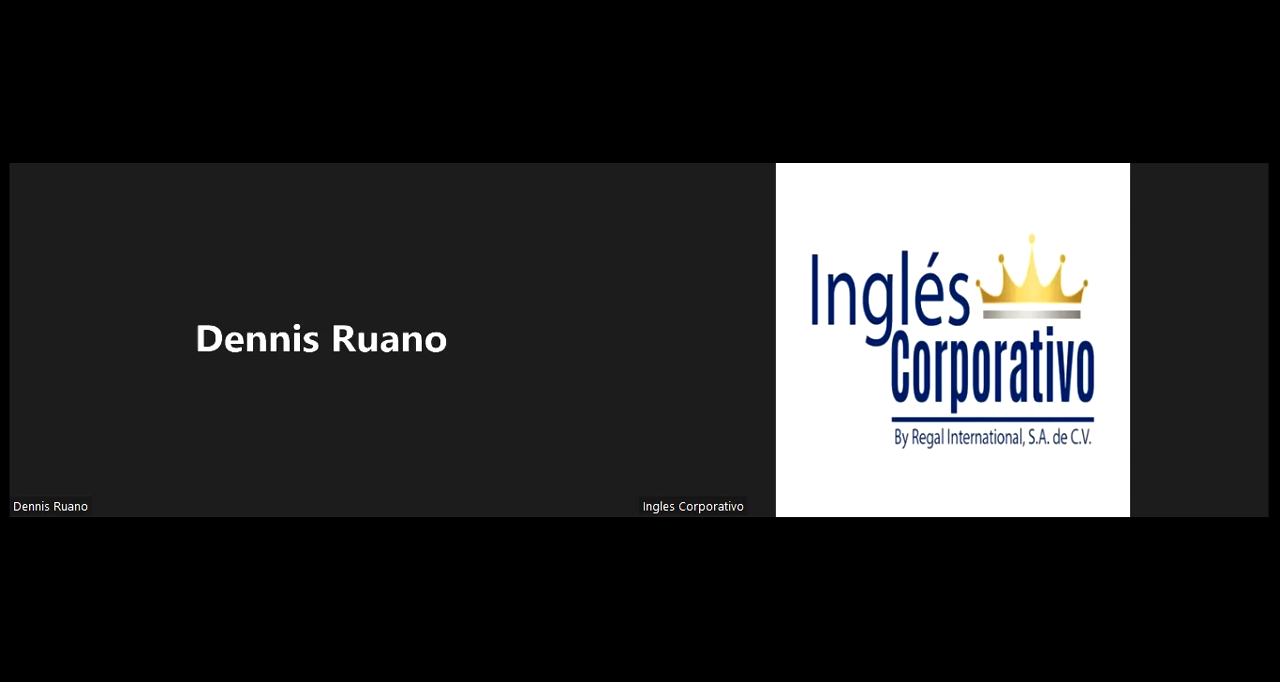 Dennis Ruano
Dennis Ruano
Ingles Corporativo
Inglés
Corporativo
By Regal International, S.A. de C.V.